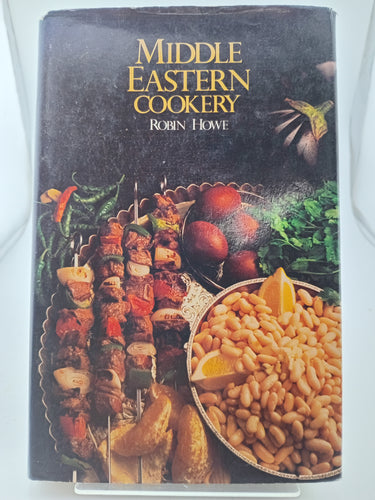 MIDDLE
EASTERN
COOKERY
ROBIN HOWE